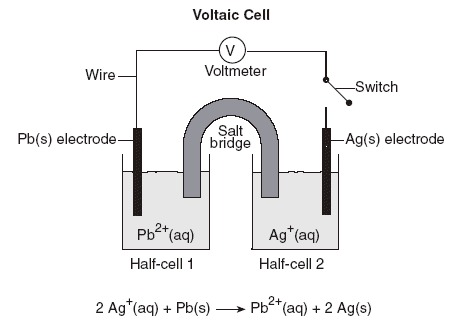 Voltaic Cell
V
Voltmeter
Wire
Switch
Pb(s) electrode
Salt
bridge
Ag(s) electrode
Pb²⁺(aq)
Ag⁺(aq)
Half-cell 1
Half-cell 2
2 Ag⁺(aq) + Pb(s) ⟶ Pb²⁺(aq) + 2 Ag(s)